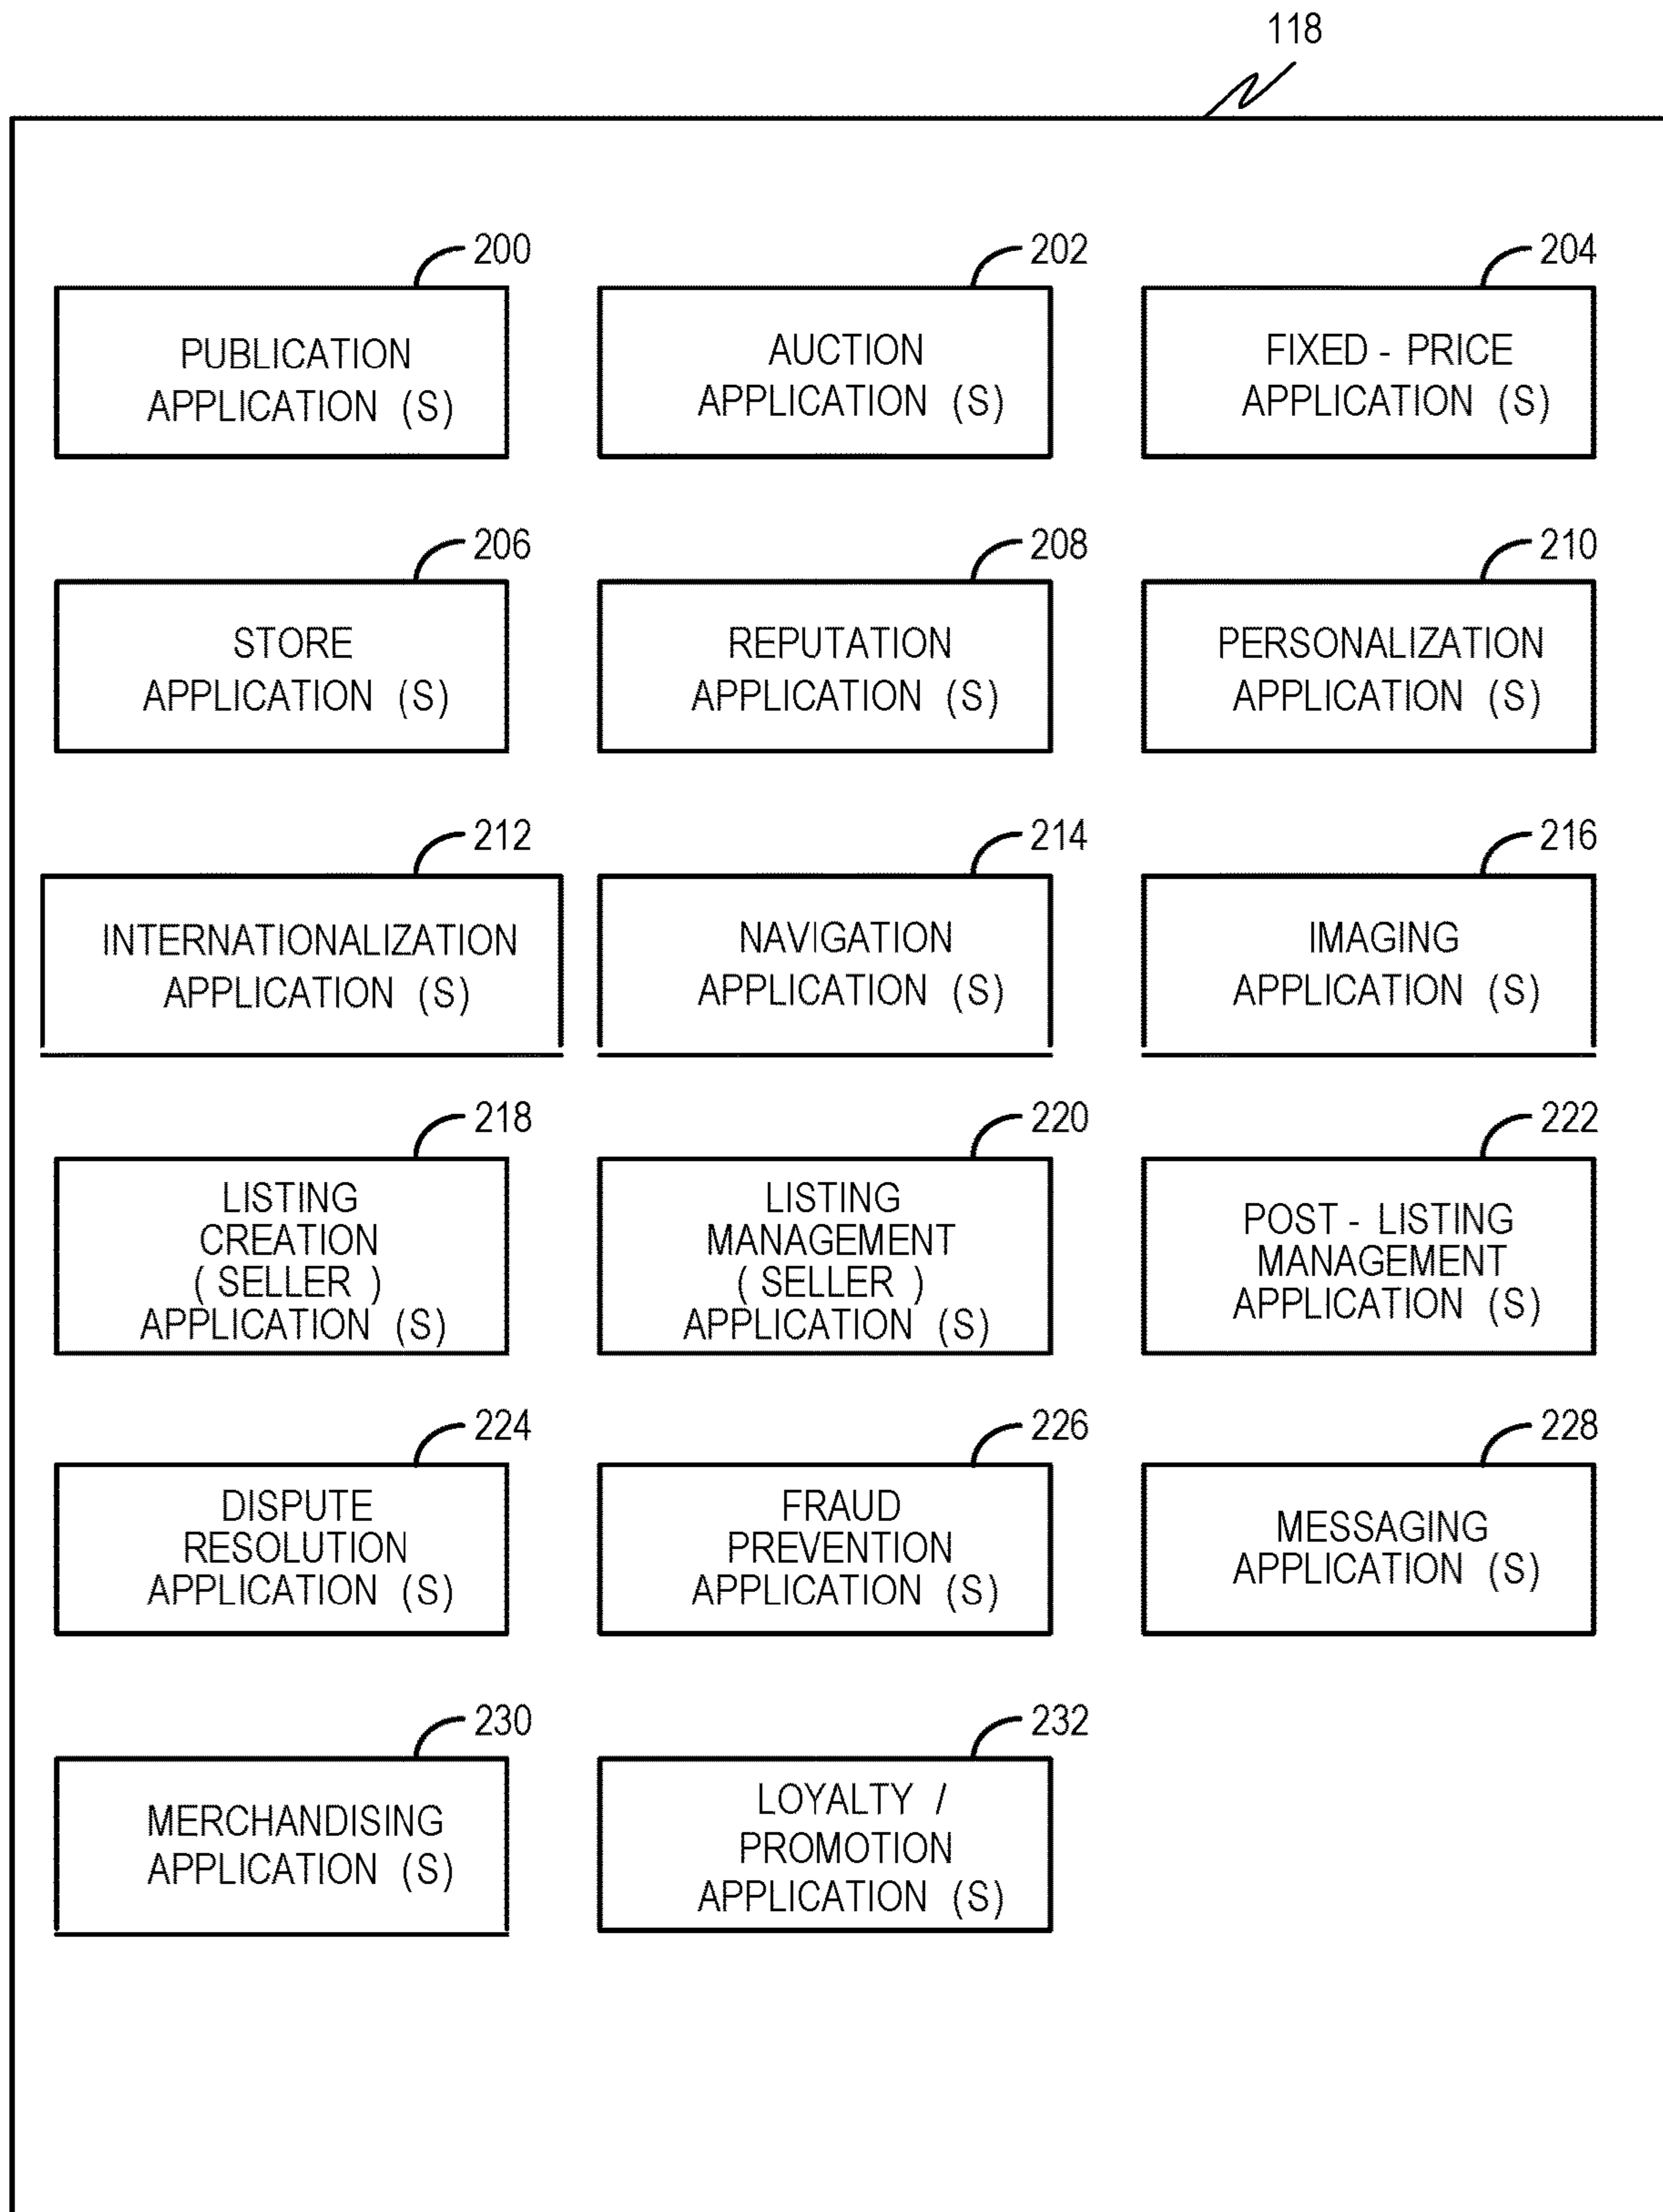 118
200
PUBLICATION
APPLICATION (S)
202
AUCTION
APPLICATION (S)
204
FIXED - PRICE
APPLICATION (S)
206
STORE
APPLICATION (S)
208
REPUTATION
APPLICATION (S)
210
PERSONALIZATION
APPLICATION (S)
212
INTERNATIONALIZATION
APPLICATION (S)
214
NAVIGATION
APPLICATION (S)
216
IMAGING
APPLICATION (S)
218
LISTING
CREATION
( SELLER )
APPLICATION (S)
220
LISTING
MANAGEMENT
( SELLER )
APPLICATION (S)
222
POST - LISTING
MANAGEMENT
APPLICATION (S)
224
DISPUTE
RESOLUTION
APPLICATION (S)
226
FRAUD
PREVENTION
APPLICATION (S)
228
MESSAGING
APPLICATION (S)
230
MERCHANDISING
APPLICATION (S)
232
LOYALTY /
PROMOTION
APPLICATION (S)